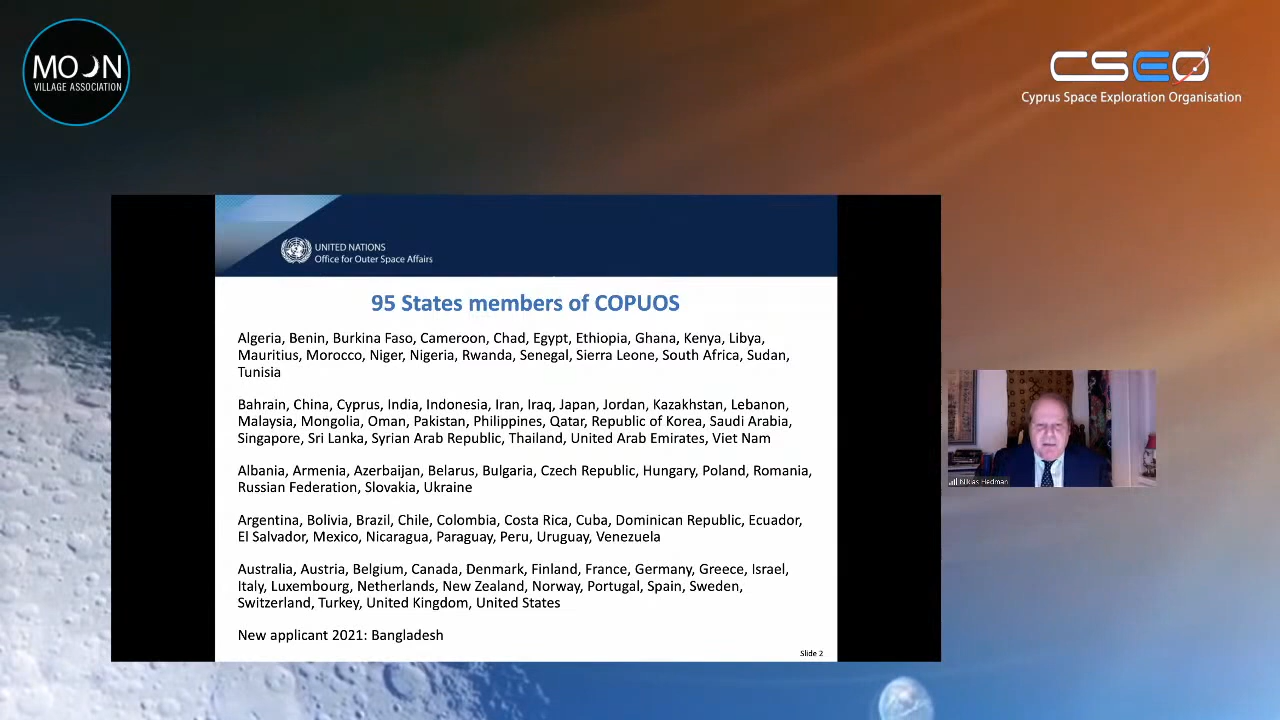 MOON
VILLAGE ASSOCIATION
CSEO
Cyprus Space Exploration Organisation
UNITED NATIONS
Office for Outer Space Affairs
95 States members of COPUOS
Algeria, Benin, Burkina Faso, Cameroon, Chad, Egypt, Ethiopia, Ghana, Kenya, Libya,
Mauritius, Morocco, Niger, Nigeria, Rwanda, Senegal, Sierra Leone, South Africa, Sudan,
Tunisia
Bahrain, China, Cyprus, India, Indonesia, Iran, Iraq, Japan, Jordan, Kazakhstan, Lebanon,
Malaysia, Mongolia, Oman, Pakistan, Philippines, Qatar, Republic of Korea, Saudi Arabia,
Singapore, Sri Lanka, Syrian Arab Republic, Thailand, United Arab Emirates, Viet Nam
Albania, Armenia, Azerbaijan, Belarus, Bulgaria, Czech Republic, Hungary, Poland, Romania,
Russian Federation, Slovakia, Ukraine
Argentina, Bolivia, Brazil, Chile, Colombia, Costa Rica, Cuba, Dominican Republic, Ecuador,
El Salvador, Mexico, Nicaragua, Paraguay, Peru, Uruguay, Venezuela
Australia, Austria, Belgium, Canada, Denmark, Finland, France, Germany, Greece, Israel,
Italy, Luxembourg, Netherlands, New Zealand, Norway, Portugal, Spain, Sweden,
Switzerland, Turkey, United Kingdom, United States
New applicant 2021: Bangladesh
Slide 2
Niklas Hedman